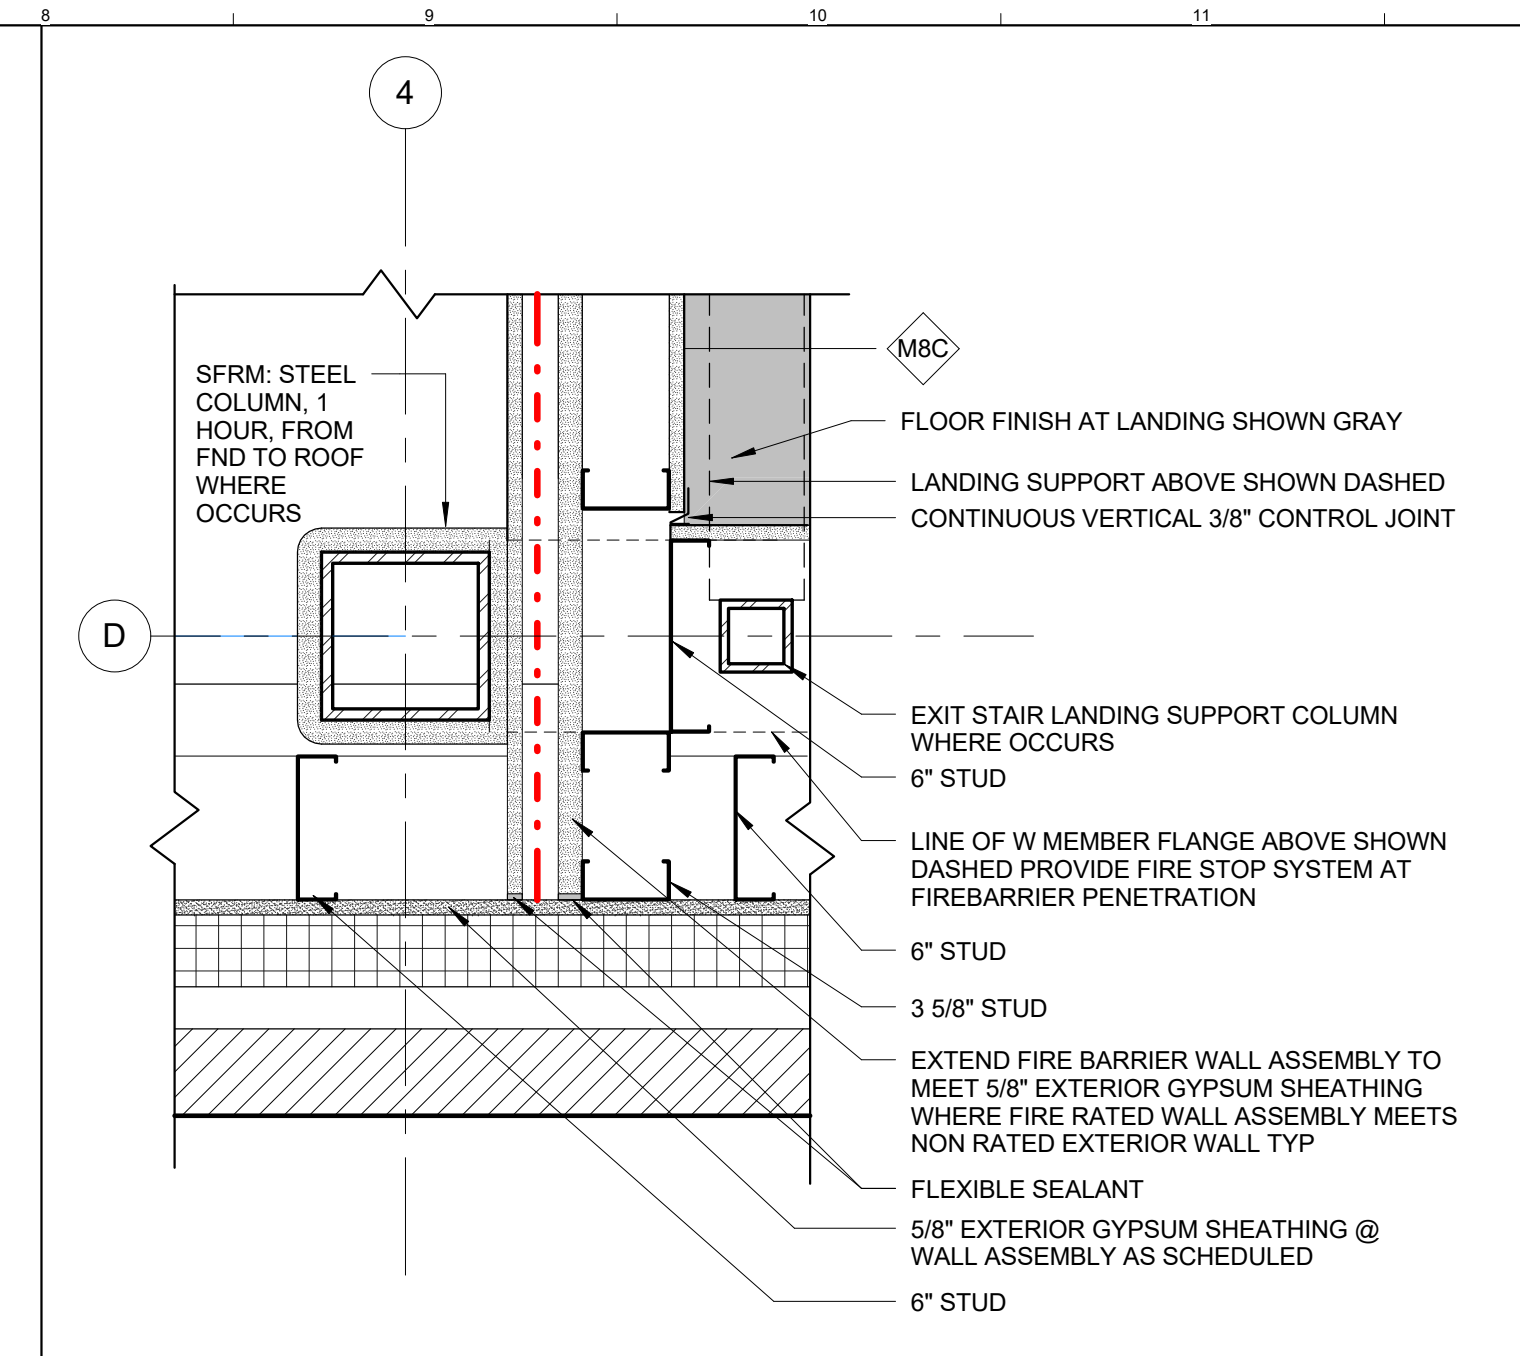 8
9
10
11
4
SFRM: STEEL
COLUMN, 1
HOUR, FROM
FND TO ROOF
WHERE
OCCURS
D
M8C
FLOOR FINISH AT LANDING SHOWN GRAY
LANDING SUPPORT ABOVE SHOWN DASHED
CONTINUOUS VERTICAL 3/8" CONTROL JOINT
EXIT STAIR LANDING SUPPORT COLUMN
WHERE OCCURS
6" STUD
LINE OF W MEMBER FLANGE ABOVE SHOWN
DASHED PROVIDE FIRE STOP SYSTEM AT
FIREBARRIER PENETRATION
6" STUD
3 5/8" STUD
EXTEND FIRE BARRIER WALL ASSEMBLY TO
MEET 5/8" EXTERIOR GYPSUM SHEATHING
WHERE FIRE RATED WALL ASSEMBLY MEETS
NON RATED EXTERIOR WALL TYP
FLEXIBLE SEALANT
5/8" EXTERIOR GYPSUM SHEATHING @
WALL ASSEMBLY AS SCHEDULED
6" STUD